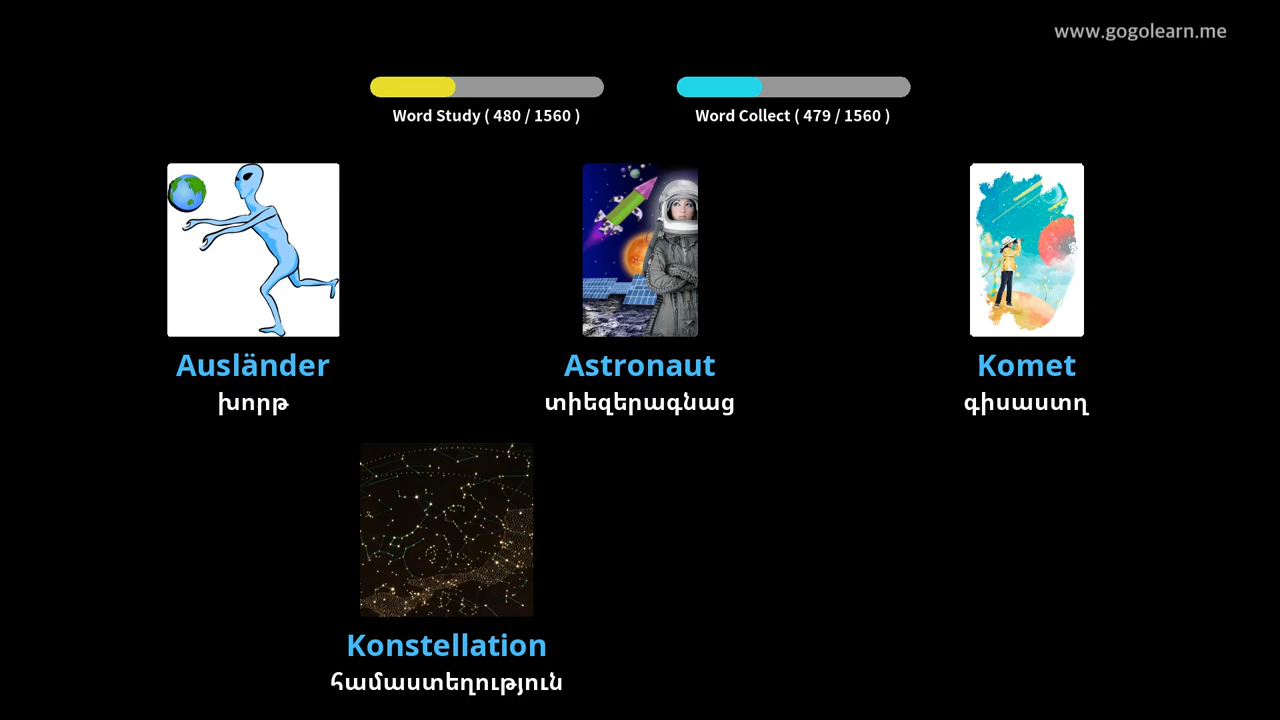 www.gogolearn.me
Word Study ( 480 / 1560 )
Word Collect ( 479 / 1560 )
Ausländer
խորթ
Astronaut
տիեզերագնաց
Komet
գիսաստղ
Konstellation
համաստեղություն